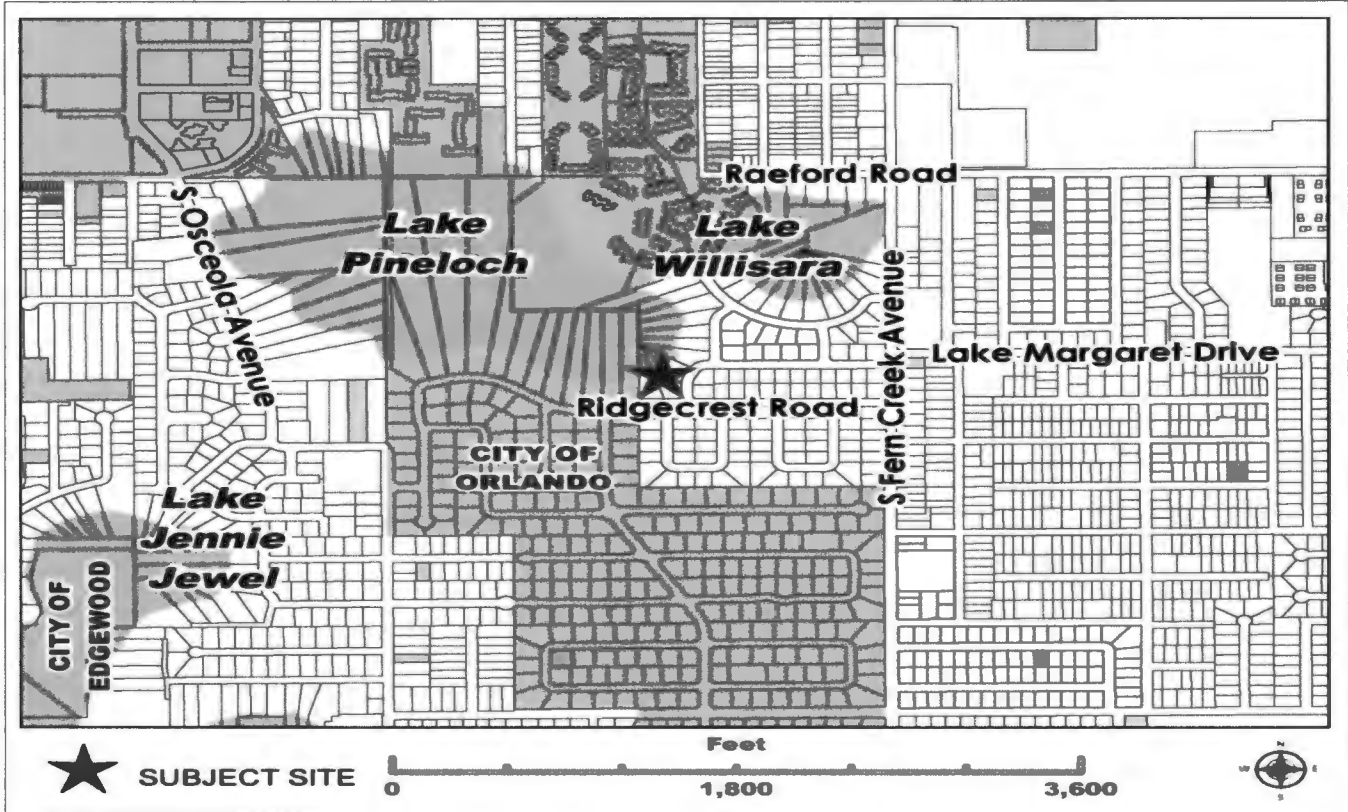 Raeford Road
S Osceola Avenue
Lake
Pineloch
Lake
Willisara
S Fern Creek Avenue
Lake Margaret Drive
Ridgecrest Road
CITY OF
ORLANDO
Lake
Jennie
Jewel
CITY OF
EDGEWOOD
SUBJECT SITE
Feet
0
1,800
3,600
N
W
E
S